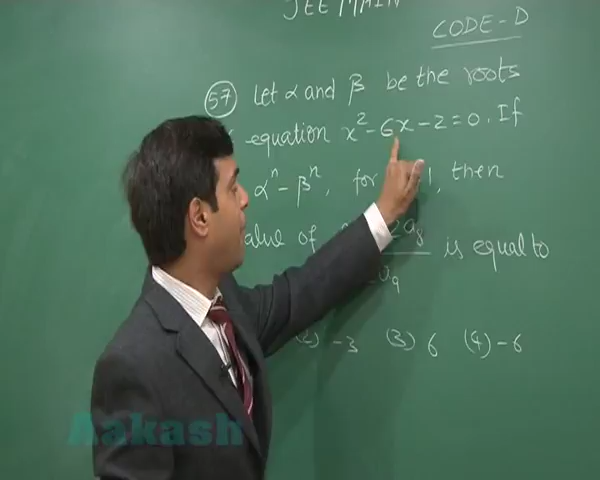 JEE MAIN
CODE-D
57 Let α and β be the roots
equation x² - 6x - 2 = 0. If
αⁿ - βⁿ, for 1, then
value of 2a₈ is equal to
a₉
-3 (3) 6 (4) -6
Aakash